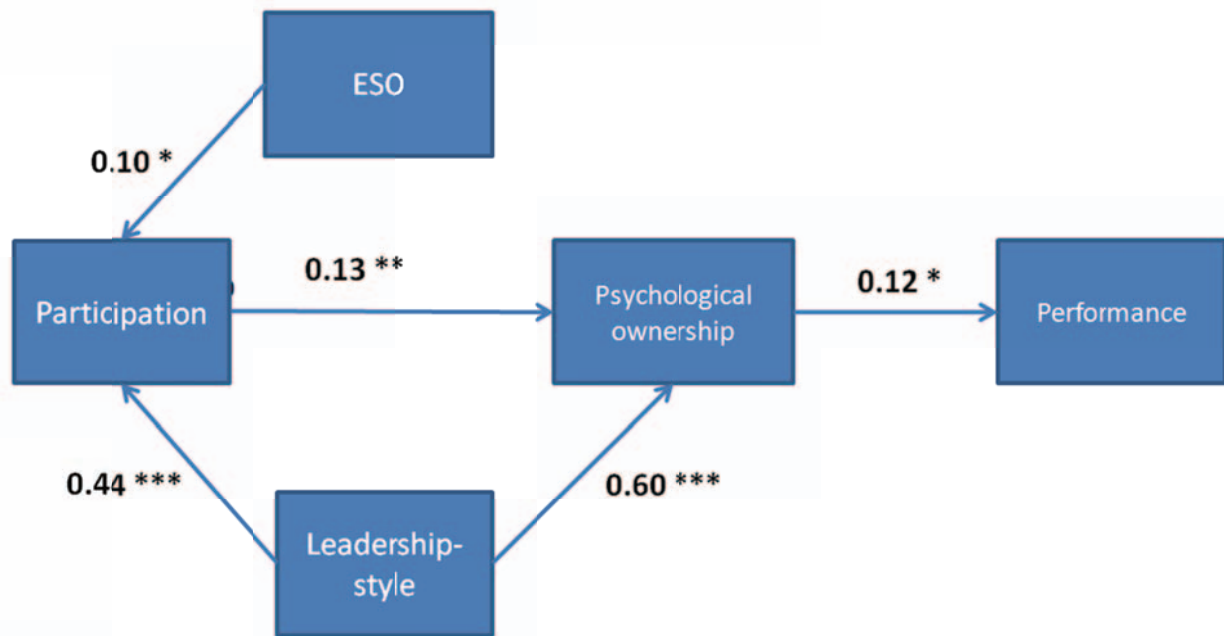 ESO
0.10 *
Participation
0.13 **
Psychological
ownership
0.12 *
Performance
0.44 ***
0.60 ***
Leadership-
style